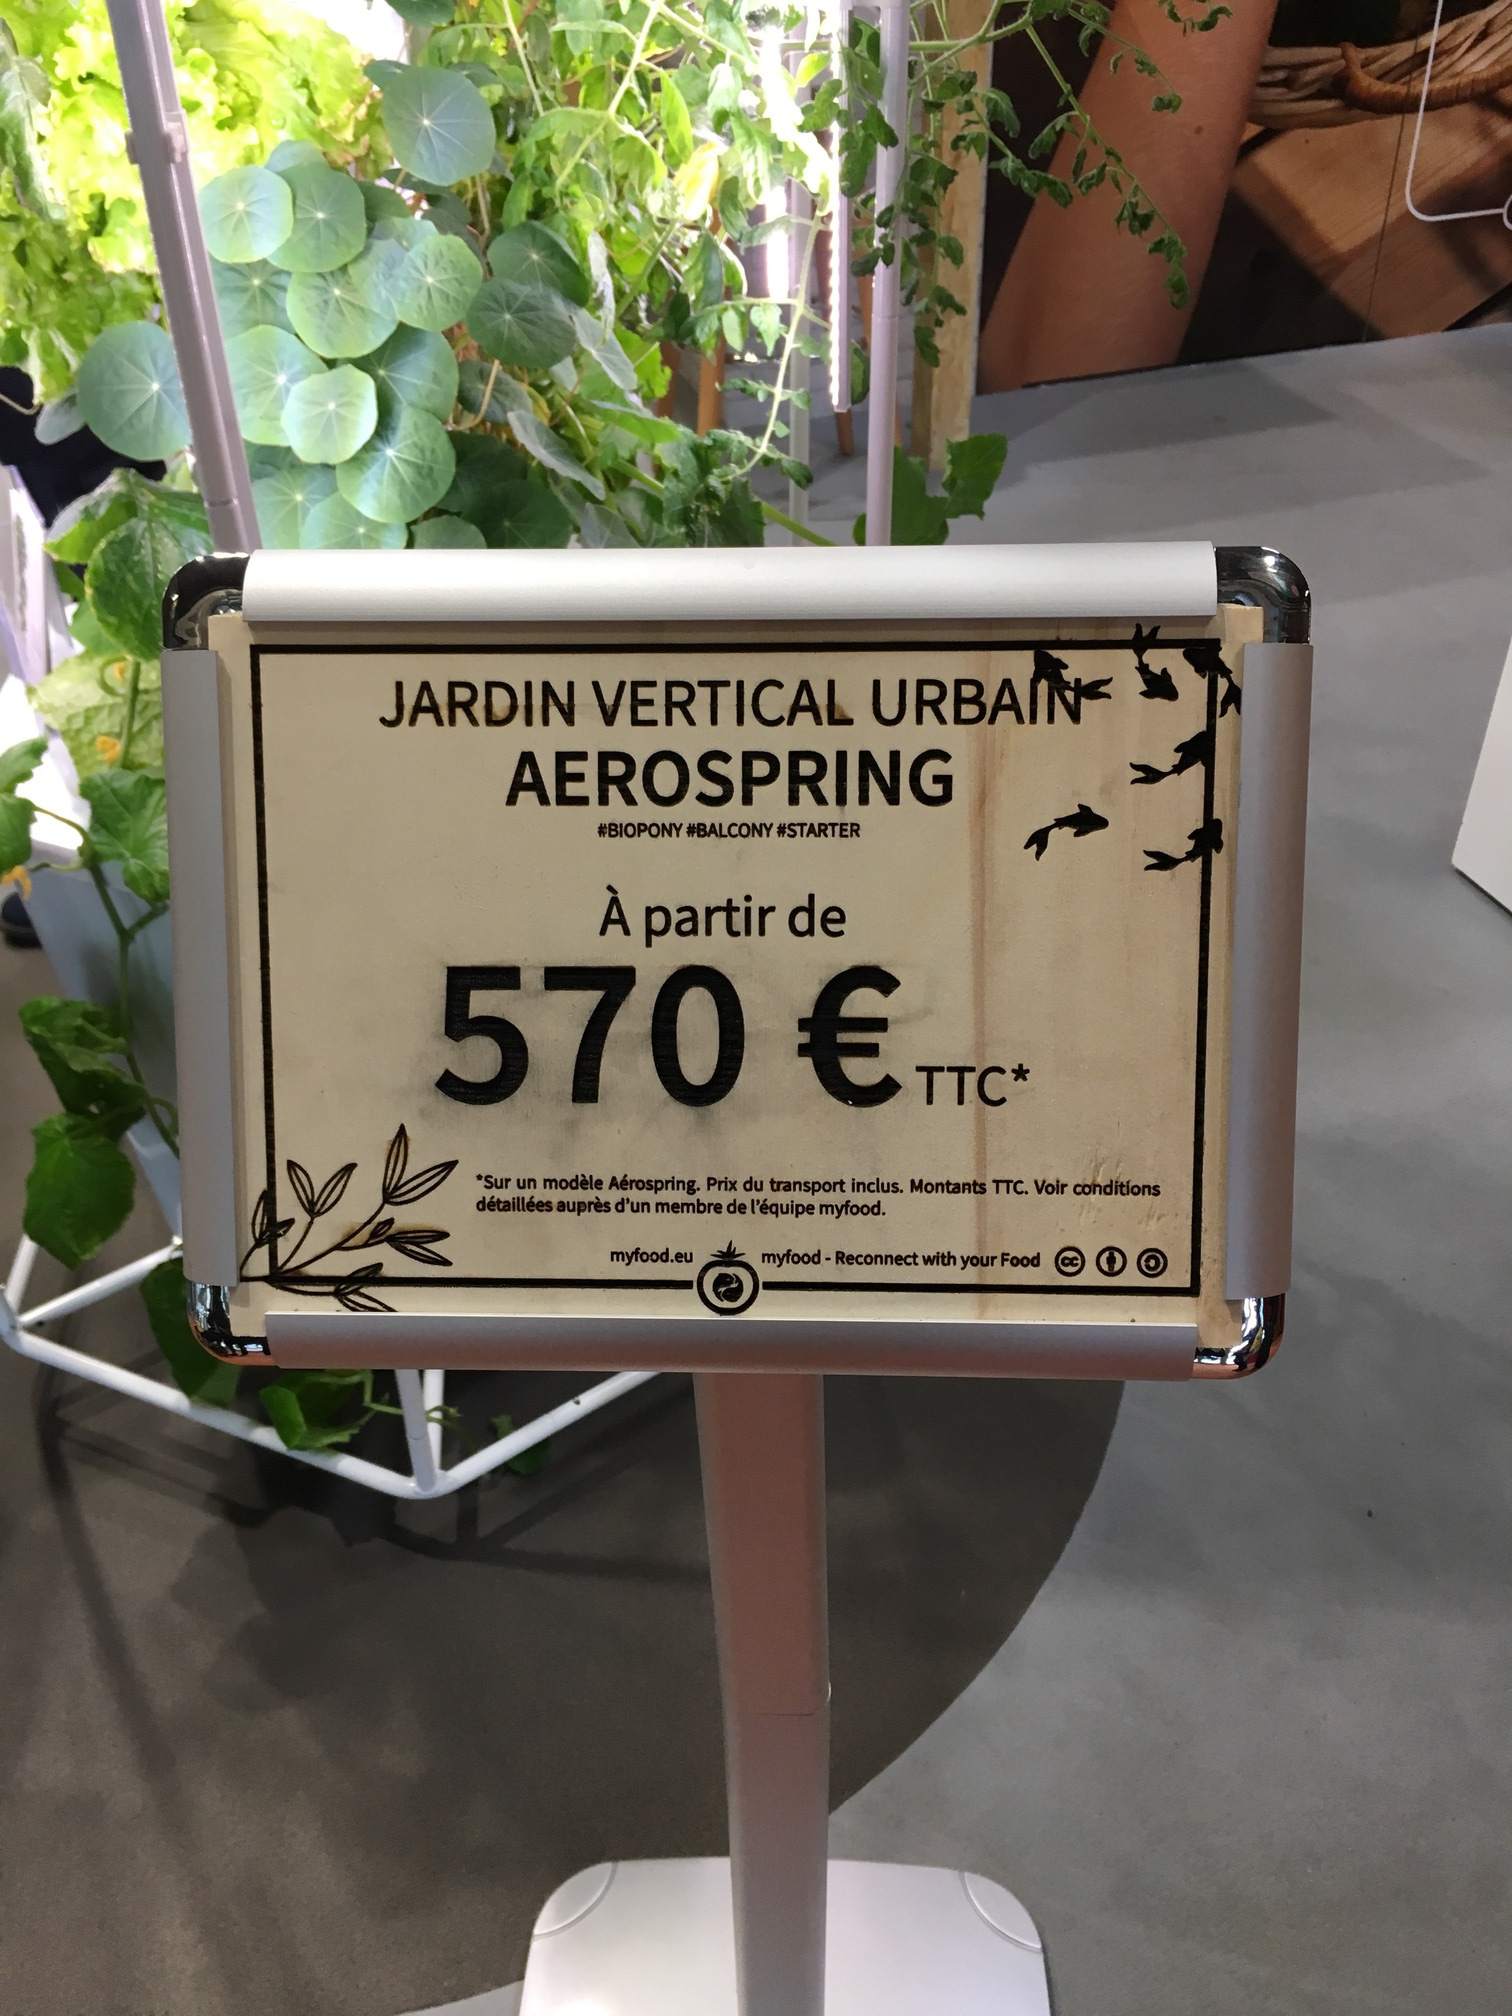 JARDIN VERTICAL URBAIN
AEROSPRING
#BIOPONY #BALCONY #STARTER
À partir de
570 € TTC*
*Sur un modèle Aérospring. Prix du transport inclus. Montants TTC. Voir conditions
détaillées auprès d'un membre de l'équipe myfood.
myfood.eu myfood - Reconnect with your Food cc